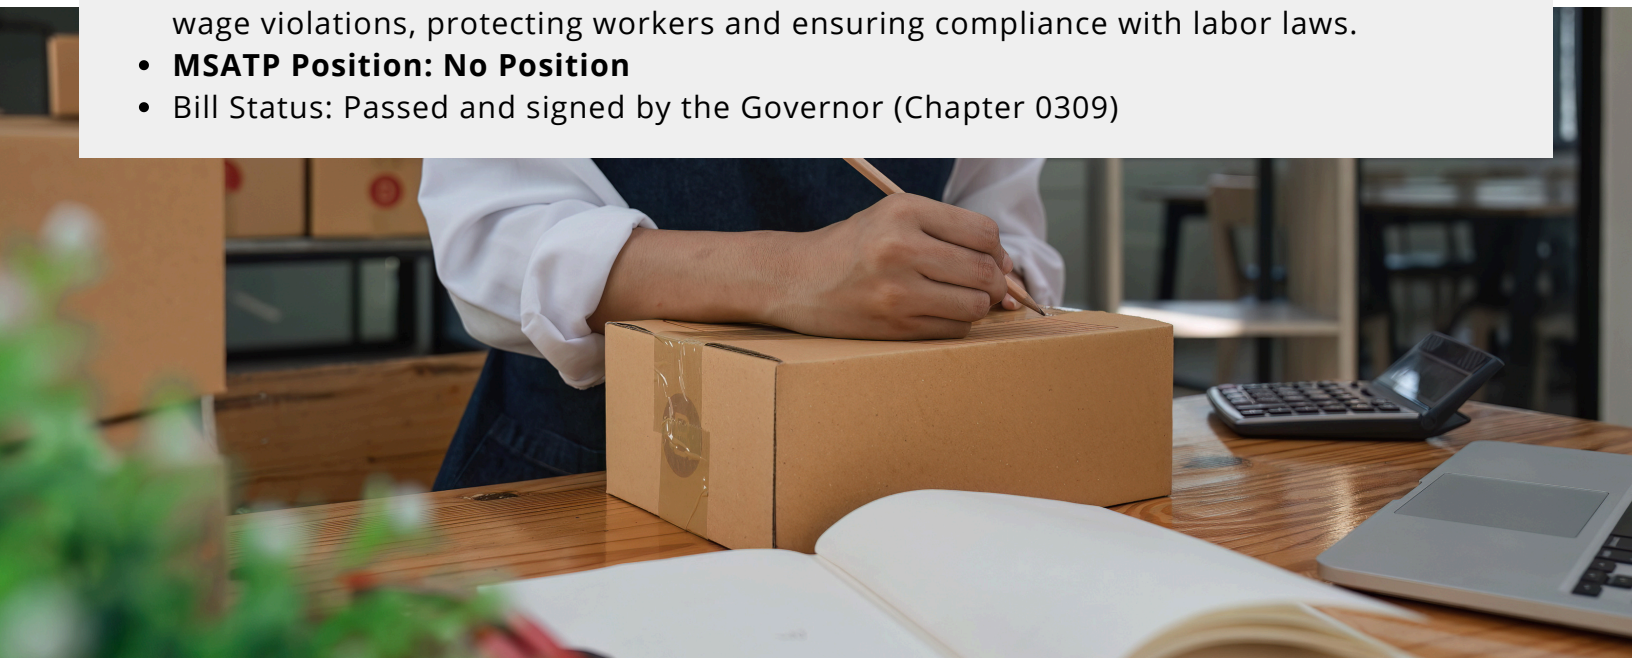 wage violations, protecting workers and ensuring compliance with labor laws.
MSATP Position: No Position
Bill Status: Passed and signed by the Governor (Chapter 0309)